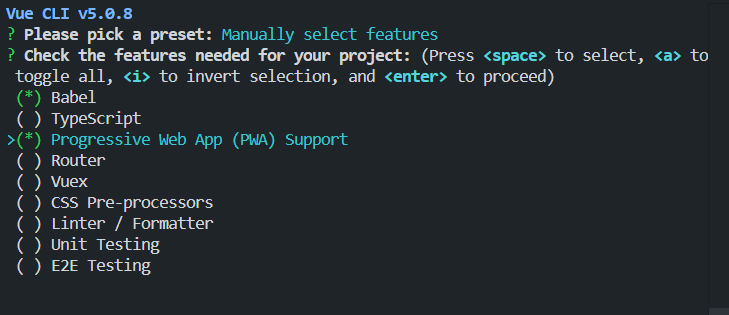 Vue CLI v5.0.8
? Please pick a preset: Manually select features
? Check the features needed for your project: (Press <space> to select, <a> to
toggle all, <i> to invert selection, and <enter> to proceed)
(*) Babel
( ) TypeScript
>(*) Progressive Web App (PWA) Support
( ) Router
( ) Vuex
( ) CSS Pre-processors
( ) Linter / Formatter
( ) Unit Testing
( ) E2E Testing